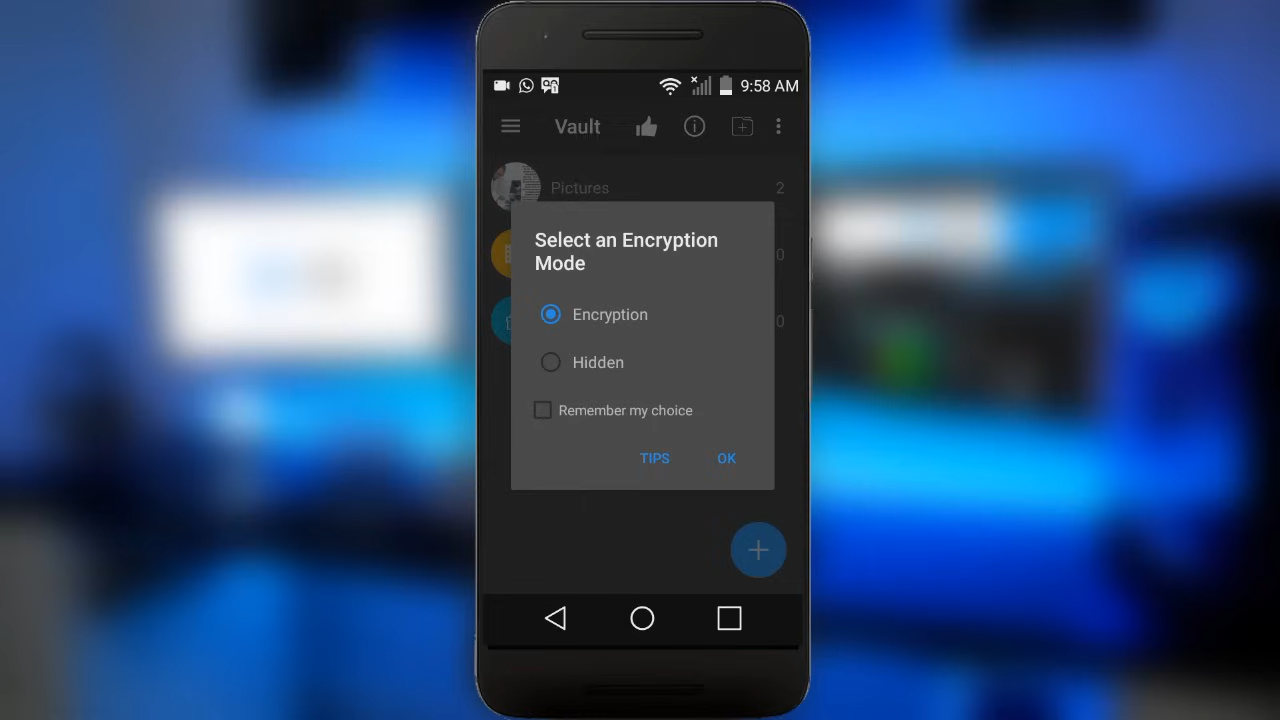 9:58 AM
Vault
Pictures 2
0
0
Select an Encryption
Mode
Encryption
Hidden
Remember my choice
TIPS OK